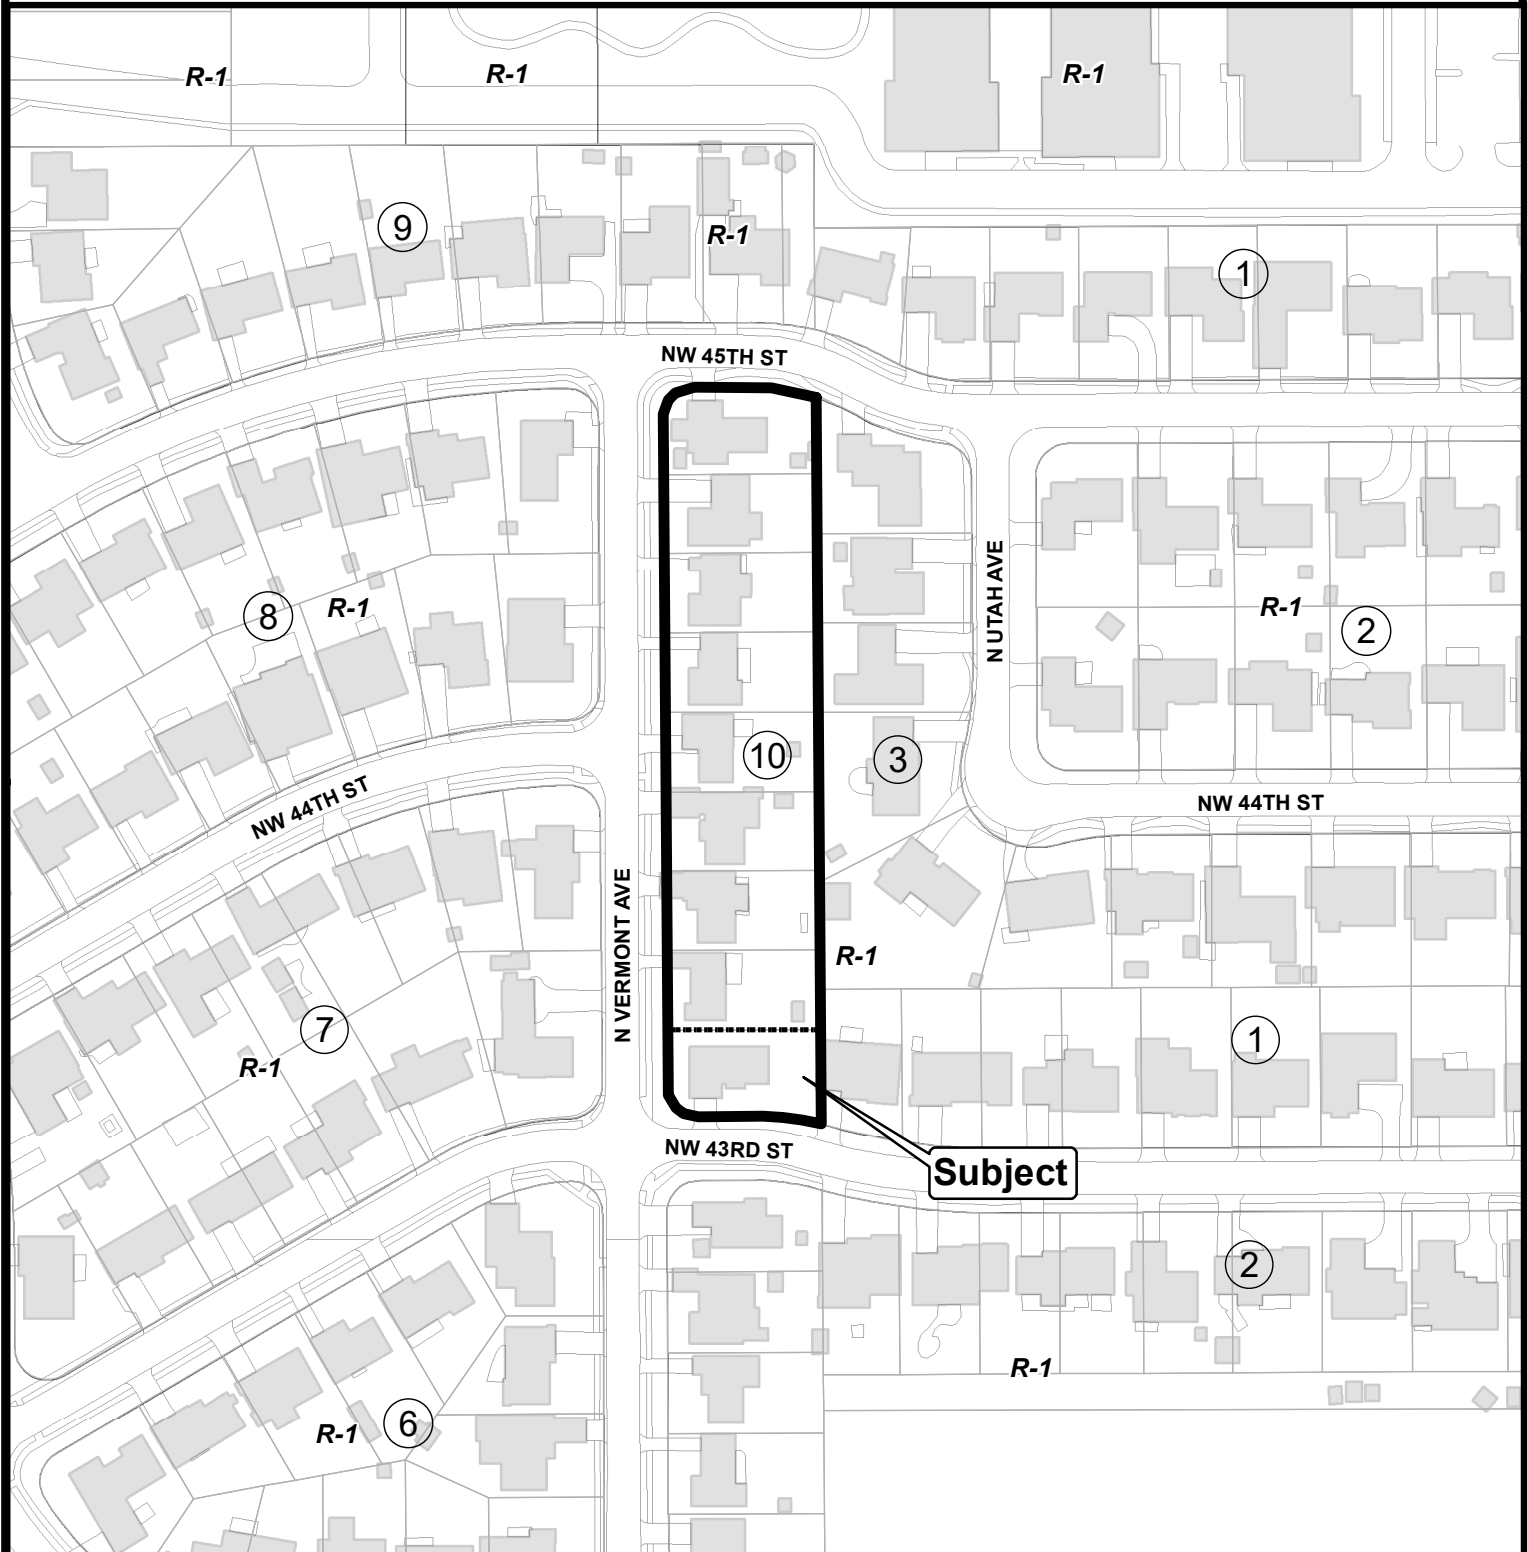 R-1
R-1
R-1
9
R-1
1
NW 45TH ST
N UTAH AVE
8
R-1
R-1
2
10
3
NW 44TH ST
NW 44TH ST
N VERMONT AVE
R-1
7
R-1
1
NW 43RD ST
Subject
2
R-1
6
R-1